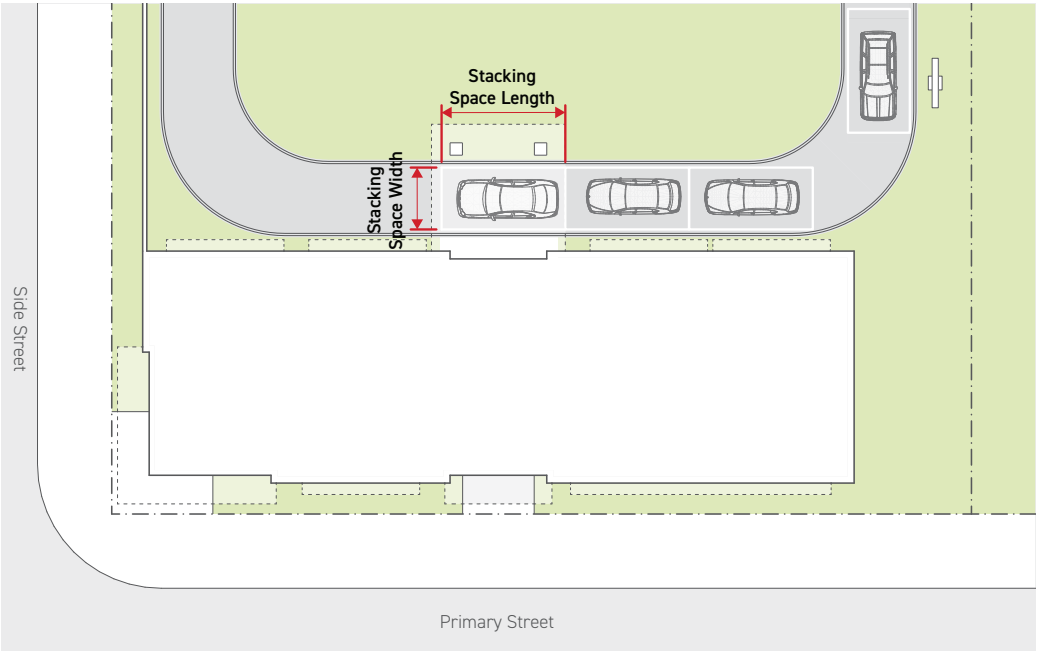 Stacking
Space Length
Stacking
Space Width
Side Street
Primary Street